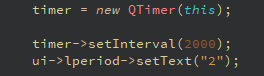 timer = new QTimer(this);
timer->setInterval(2000);
ui->lperiod->setText("2");